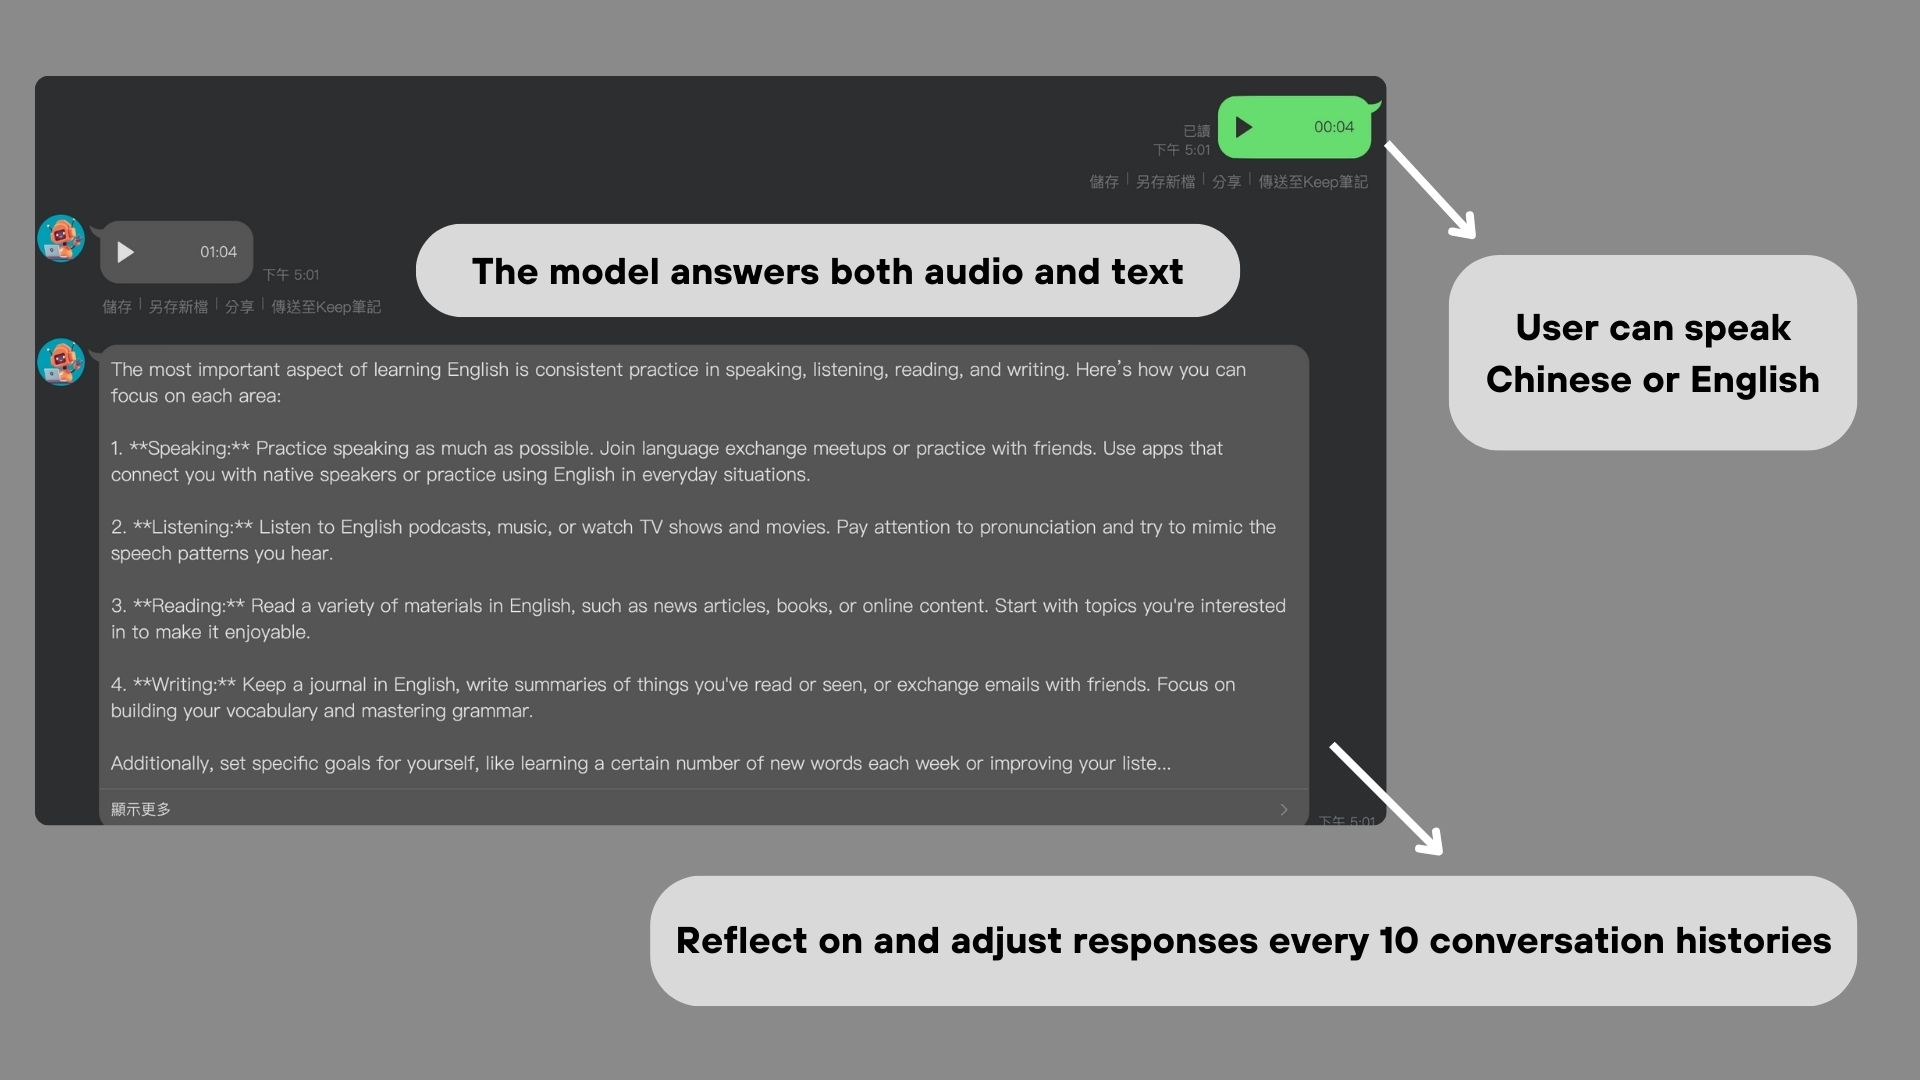 00:04
已讀
下午 5:01
儲存 | 另存新檔 | 分享 | 傳送至Keep筆記
01:04
下午 5:01
儲存 | 另存新檔 | 分享 | 傳送至Keep筆記
The model answers both audio and text
User can speak
Chinese or English
The most important aspect of learning English is consistent practice in speaking, listening, reading, and writing. Here’s how you can
focus on each area:
1. **Speaking:** Practice speaking as much as possible. Join language exchange meetups or practice with friends. Use apps that
connect you with native speakers or practice using English in everyday situations.
2. **Listening:** Listen to English podcasts, music, or watch TV shows and movies. Pay attention to pronunciation and try to mimic the
speech patterns you hear.
3. **Reading:** Read a variety of materials in English, such as news articles, books, or online content. Start with topics you're interested
in to make it enjoyable.
4. **Writing:** Keep a journal in English, write summaries of things you've read or seen, or exchange emails with friends. Focus on
building your vocabulary and mastering grammar.
Additionally, set specific goals for yourself, like learning a certain number of new words each week or improving your liste...
顯示更多
下午 5:01
Reflect on and adjust responses every 10 conversation histories